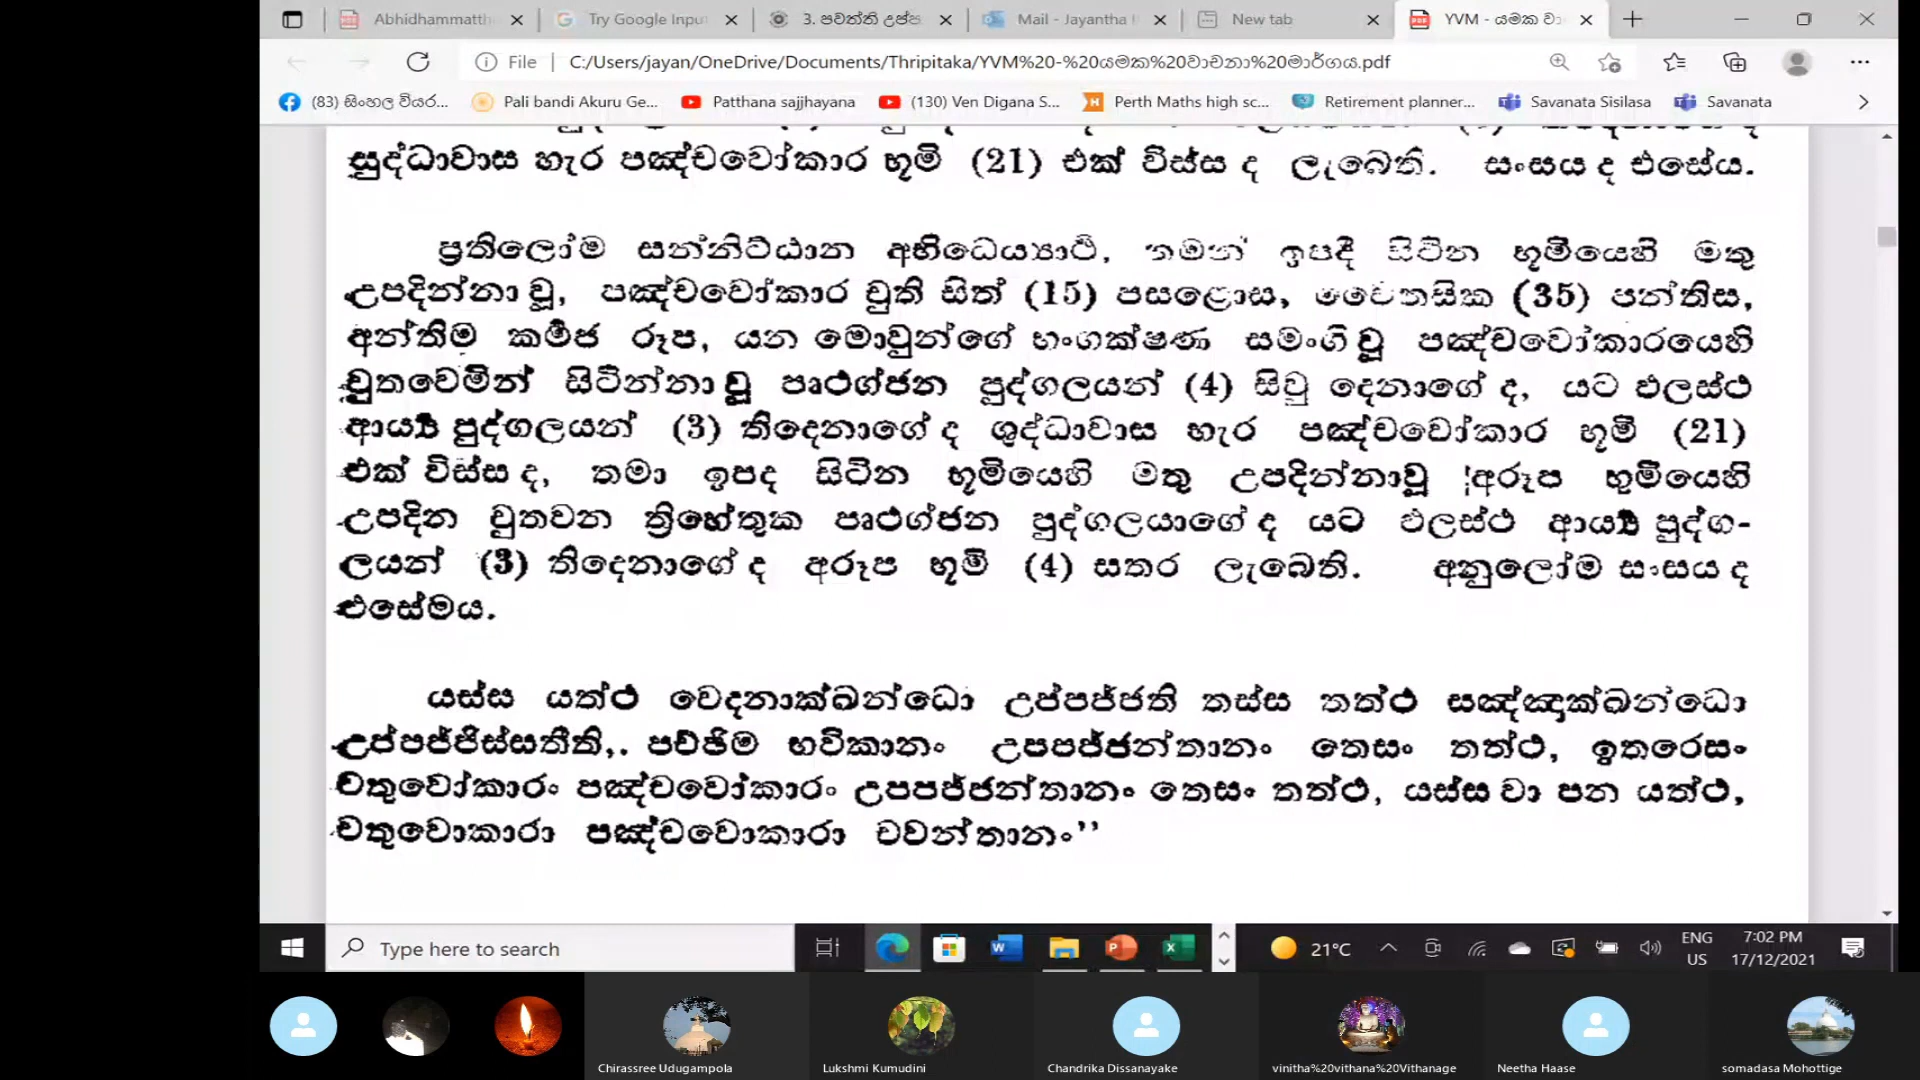 Abhidhammatth
Try Google Input
3. පවත්ති උප්ප
Mail - Jayantha
New tab
YVM - යමක වා
File
C:/Users/jayan/OneDrive/Documents/Thripitaka/YVM%20-%20යමක%20වාචනා%20මාර්ගය.pdf
(83) සිංහල වියර...
Pali bandi Akuru Ge...
Patthana sajjhayana
(130) Ven Digana S...
Perth Maths high sc...
Retirement planner...
Savanata Sisilasa
Savanata
සුද්ධාවාස හැර පඤ්චවෝකාර භූමි (21) එක් විස්ස ද ලැබෙති. සංසය ද එසේය.
ප්‍රතිලෝම සන්නිට්ඨාන අභිධෙය්‍යාර්ථ, තමන් ඉපදී සිටින භූමියෙහි මතු
උපදින්නා වූ, පඤ්චවෝකාර චුති සිත් (15) පසළොස, චෛතසික (35) පන්තිස,
අන්තිම කර්මජ රූප, යන මොවුන්ගේ භංගක්ෂණ සමංගි වූ පඤ්චවෝකාරයෙහි
චුතවෙමින් සිටින්නා වූ පෘථග්ජන පුද්ගලයන් (4) සිවු දෙනාගේ ද, යට ඵලස්ථ
ආර්‍ය්‍ය පුද්ගලයන් (3) තිදෙනාගේ ද ශුද්ධාවාස හැර පඤ්චවෝකාර භූමි (21)
එක් විස්ස ද, තමා ඉපද සිටින භූමියෙහි මතු උපදින්නාවූ අරූප භූමියෙහි
උපදින චුතවන ත්‍රිහේතුක පෘථග්ජන පුද්ගලයාගේ ද යට ඵලස්ථ ආර්‍ය්‍ය පුද්ග-
ලයන් (3) තිදෙනාගේ ද අරූප භූමි (4) සතර ලැබෙති. අනුලෝම සංසය ද
එසේමය.
යස්ස යත්ථ වෙදනාක්ඛන්ධො උප්පජ්ජති තස්ස තත්ථ සඤ්ඤාක්ඛන්ධො
උප්පජ්ජිස්සතීති,. පච්ඡිම භවිකානං උපපජ්ජන්තානං තෙසං තත්ථ, ඉතරෙසං
චතුවෝකාරං පඤ්චවෝකාරං උපපජ්ජන්තානං තෙසං තත්ථ, යස්ස වා පන යත්ථ,
චතුවොකාරා පඤ්චවොකාරා චවන්තානං’’
Type here to search
21°C
ENG
US
7:02 PM
17/12/2021
Chirassree Udugampola
Lukshmi Kumudini
Chandrika Dissanayake
vinitha%20vithana%20Vithanage
Neetha Haase
somadasa Mohottige